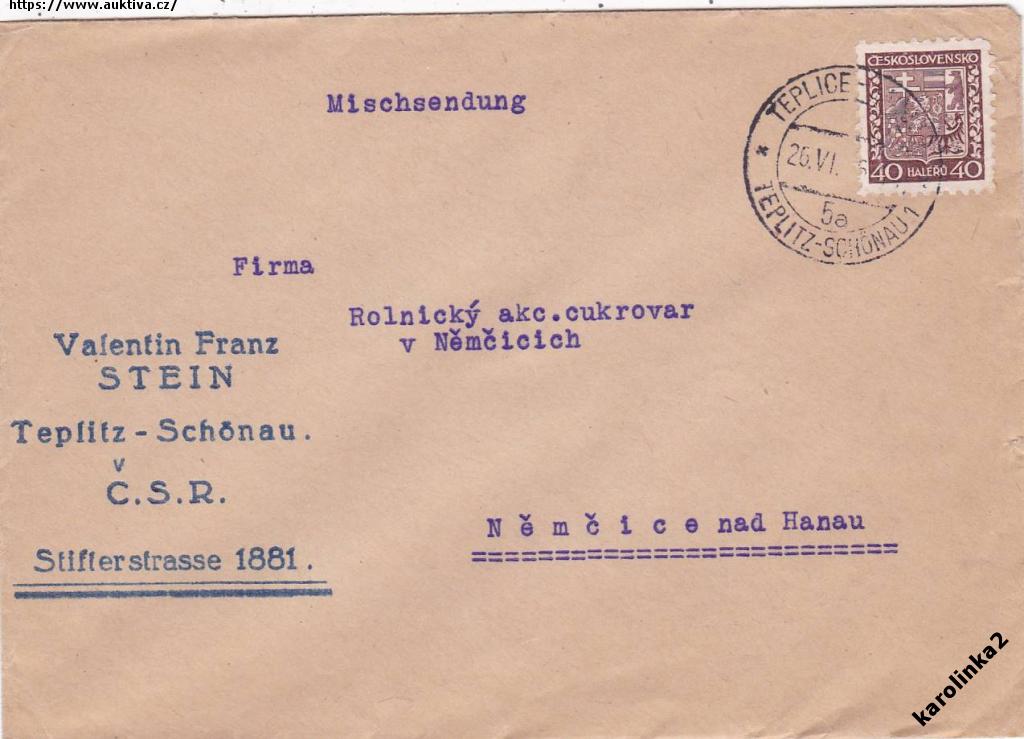 https://www.auktiva.cz/
Mischsendung
ČESKOSLOVENSKO
40 HALÉŘŮ 40
TEPLICE-
26.VI.
5a
TEPLITZ-SCHÖNAU 1
Firma
Rolnický akc.cukrovar
v Němčicich
Valentin Franz
STEIN
Teplitz - Schönau.
Č.S.R.
Stifterstrasse 1881.
Němčice nad Hanau
karolinka2